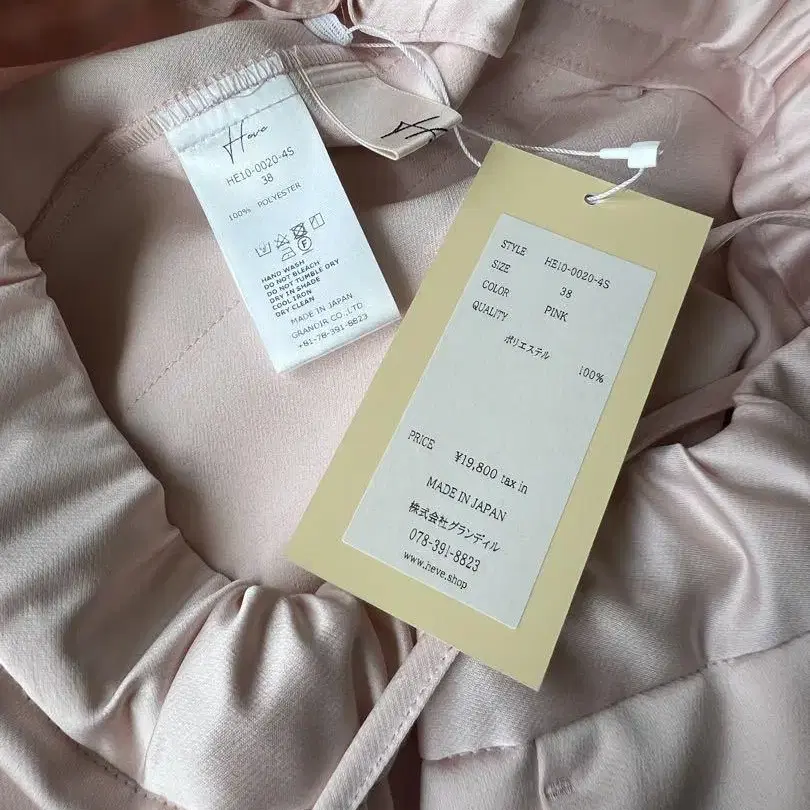 Heve
HE10-0020-4S
38
100% POLYESTER
HAND WASH
DO NOT BLEACH
DO NOT TUMBLE DRY
DRY IN SHADE
COOL IRON
DRY CLEAN
MADE IN JAPAN
GRANDIR CO.,LTD.
+81-78-391-8823
STYLE HE10-0020-4S
SIZE 38
COLOR PINK
QUALITY
ポリエステル 100%
PRICE ¥19,800 tax in
MADE IN JAPAN
株式会社グランディル
078-391-8823
www.heve.shop